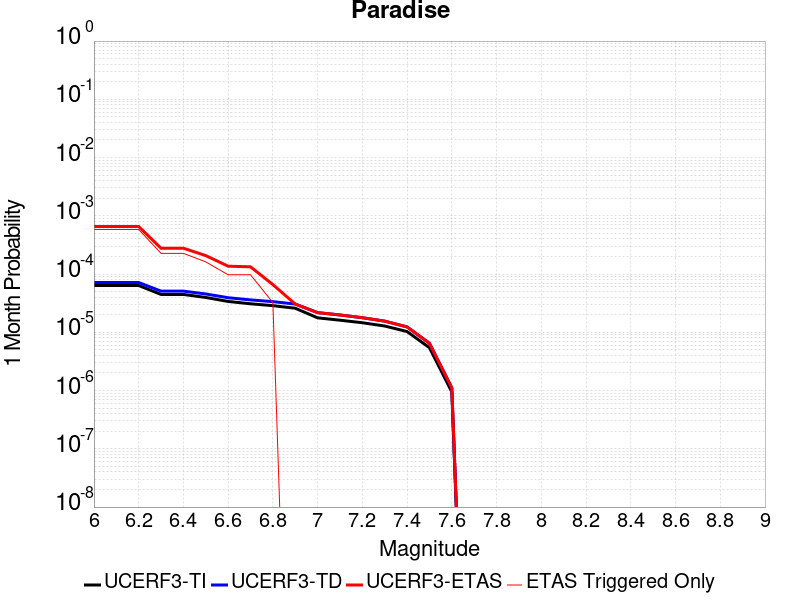 Paradise
1 Month Probability
10^0
10^-1
10^-2
10^-3
10^-4
10^-5
10^-6
10^-7
10^-8
6 6.2 6.4 6.6 6.8 7 7.2 7.4 7.6 7.8 8 8.2 8.4 8.6 8.8 9
Magnitude
UCERF3-TI UCERF3-TD UCERF3-ETAS ETAS Triggered Only